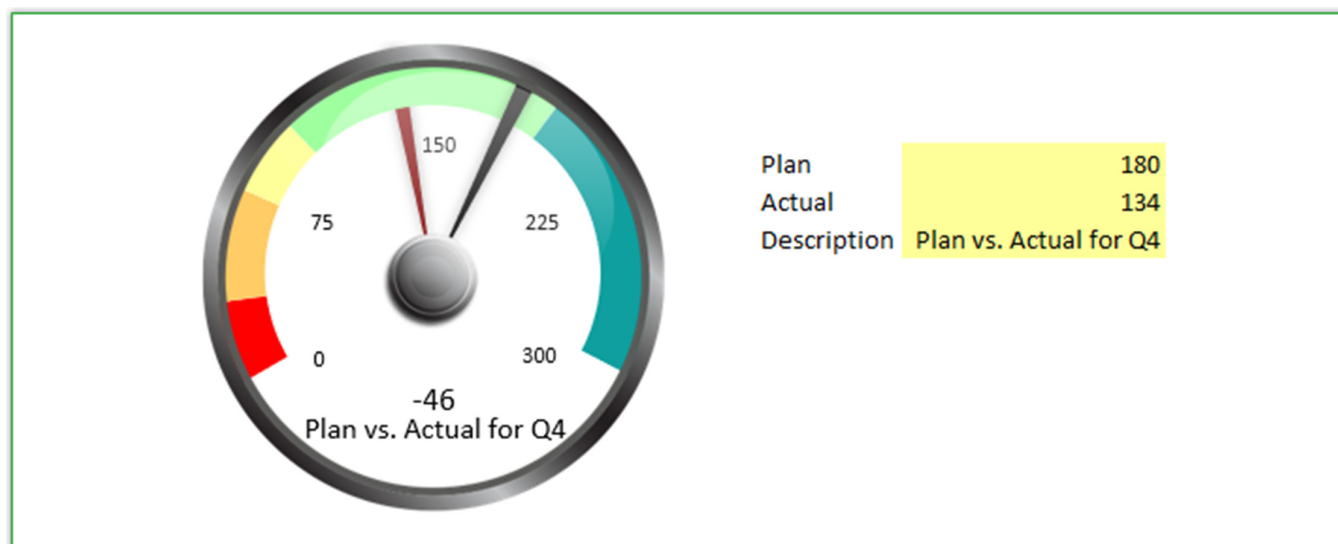 150
75
225
0
300
-46
Plan vs. Actual for Q4
Plan 180
Actual 134
Description Plan vs. Actual for Q4